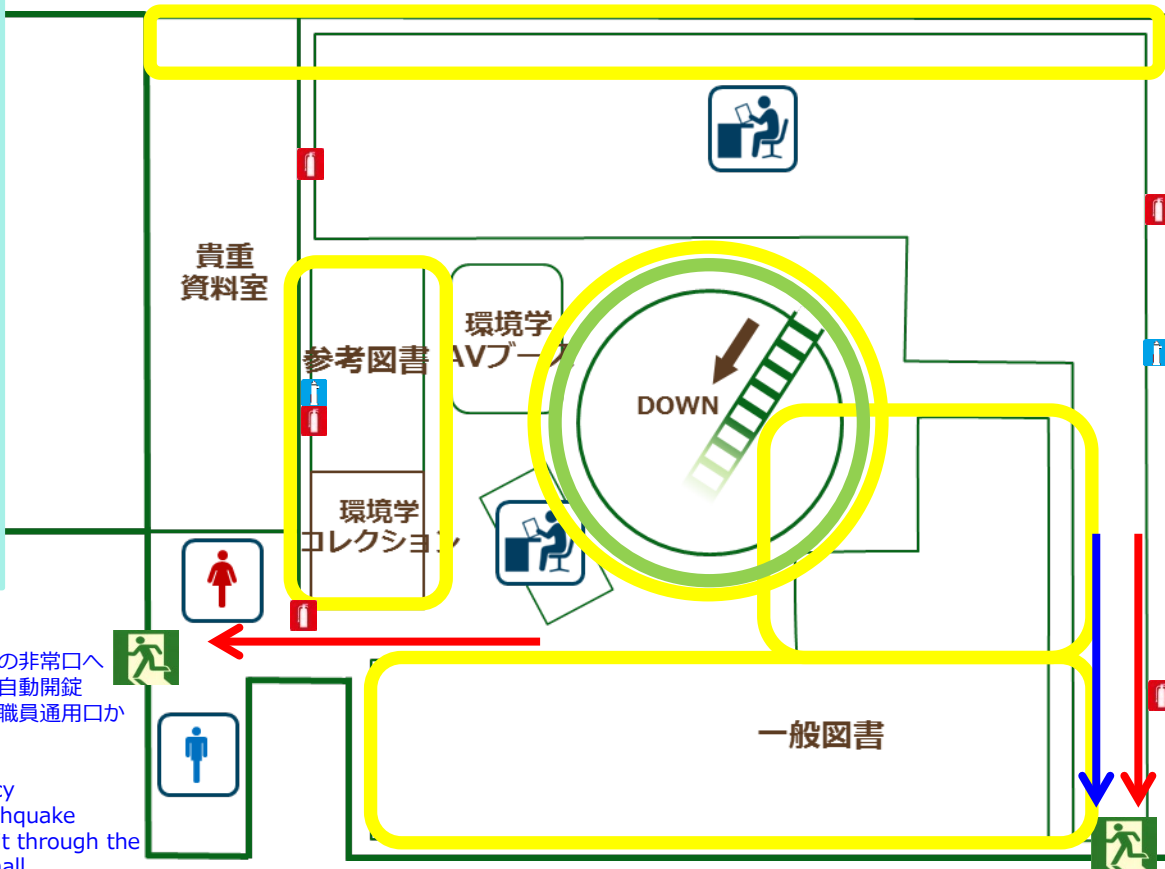 貴重
資料室
参考図書
環境学
AVブース
DOWN
環境学
コレクション
一般図書
の非常口へ
自動開錠
職員通用口か
t through the